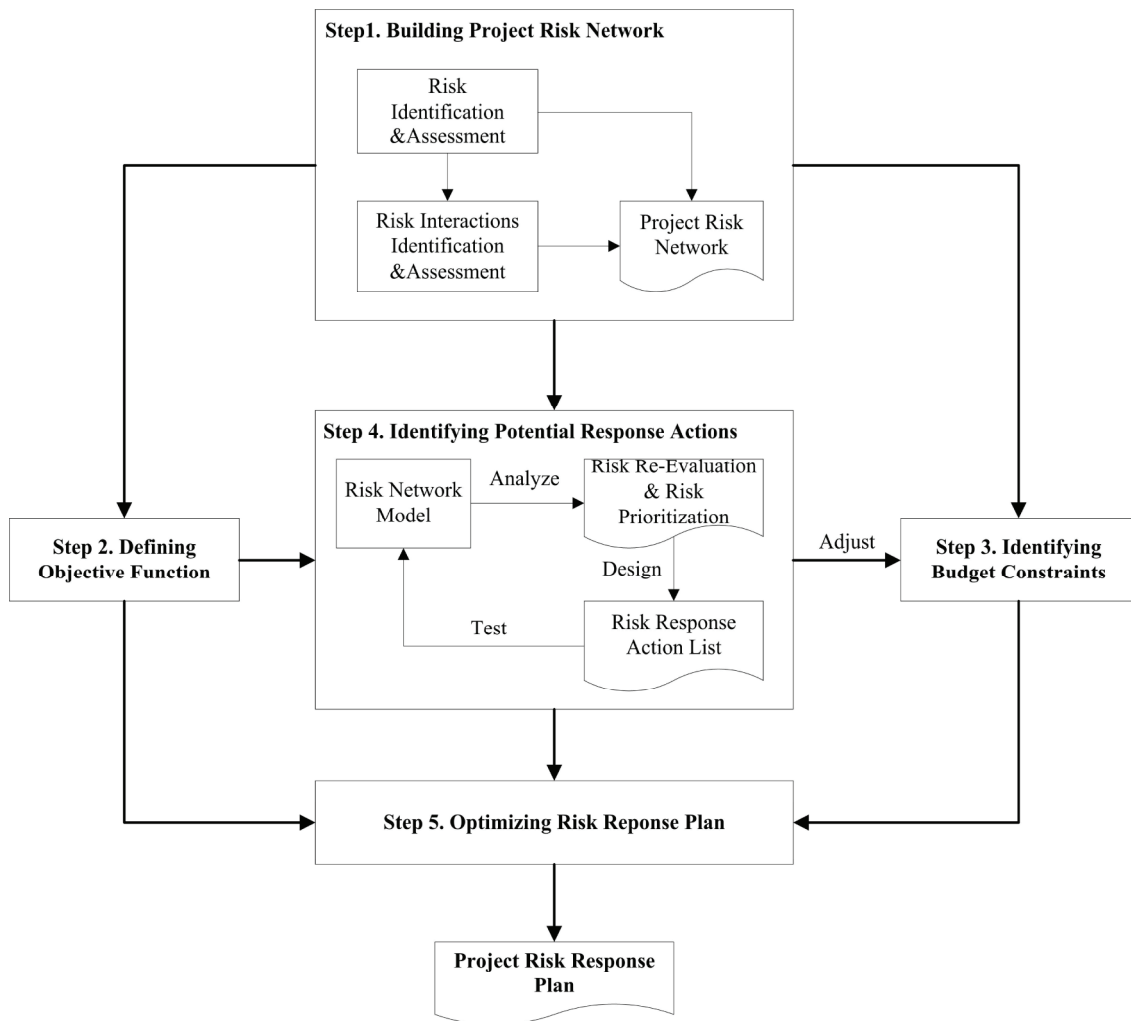 Step1. Building Project Risk Network
Risk
Identification
&Assessment
Risk Interactions
Identification
&Assessment
Project Risk
Network
Step 4. Identifying Potential Response Actions
Risk Network
Model
Analyze
Risk Re-Evaluation
& Risk
Prioritization
Design
Test
Risk Response
Action List
Step 2. Defining
Objective Function
Adjust
Step 3. Identifying
Budget Constraints
Step 5. Optimizing Risk Reponse Plan
Project Risk Response
Plan